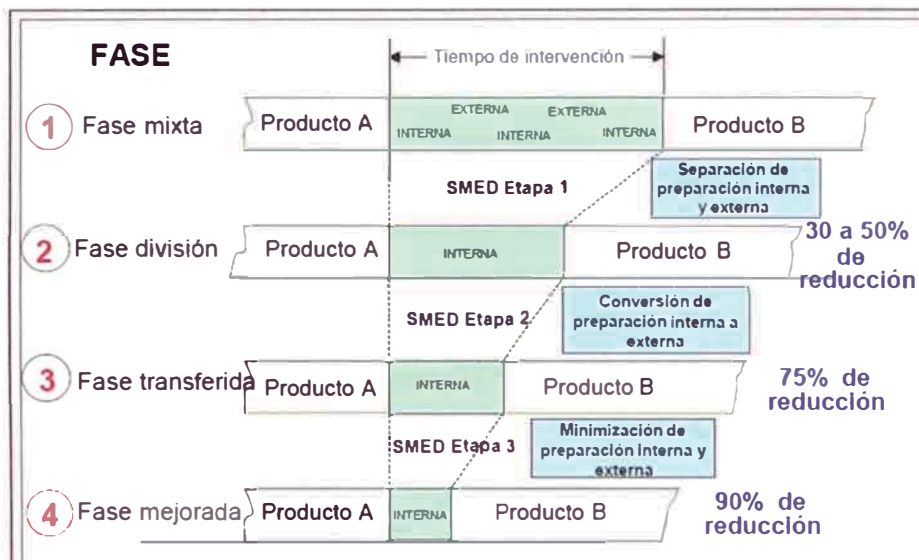 FASE
Tiempo de intervención
1 Fase mixta
Producto A
EXTERNA EXTERNA
INTERNA INTERNA INTERNA
Producto B
SMED Etapa 1
Separación de
preparación interna
y externa
2 Fase división
Producto A
INTERNA
Producto B
30 a 50%
de
reducción
SMED Etapa 2
Conversión de
preparación interna a
externa
3 Fase transferida
Producto A
INTERNA
Producto B
75% de
reducción
SMED Etapa 3
Minimización de
preparación interna y
externa
4 Fase mejorada
Producto A
INTERNA
Producto B
90% de
reducción